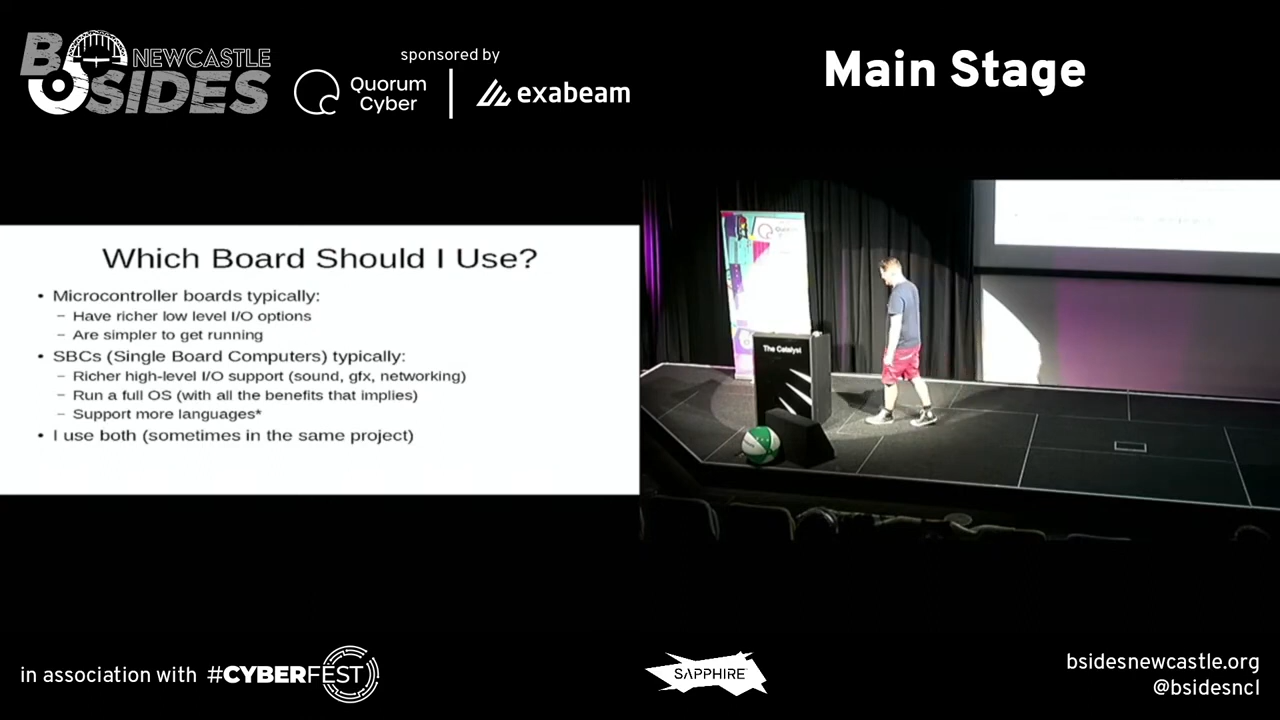 B NEWCASTLE
SIDES
sponsored by
Quorum
Cyber
exabeam
Main Stage
Which Board Should I Use?
• Microcontroller boards typically:
– Have richer low level I/O options
– Are simpler to get running
• SBCs (Single Board Computers) typically:
– Richer high-level I/O support (sound, gfx, networking)
– Run a full OS (with all the benefits that implies)
– Support more languages*
• I use both (sometimes in the same project)
The Catalyst
in association with #CYBERFEST
SAPPHIRE
bsidesnewcastle.org
@bsidesncl